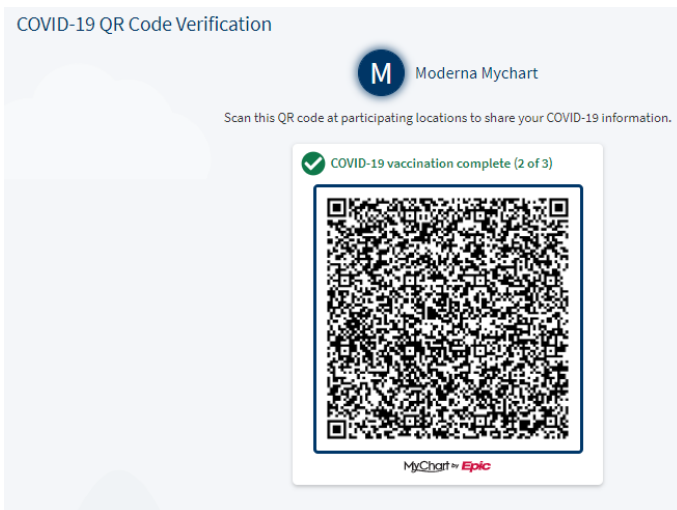 COVID-19 QR Code Verification
M
Moderna Mychart
Scan this QR code at participating locations to share your COVID-19 information.
COVID-19 vaccination complete (2 of 3)
MyChart by Epic